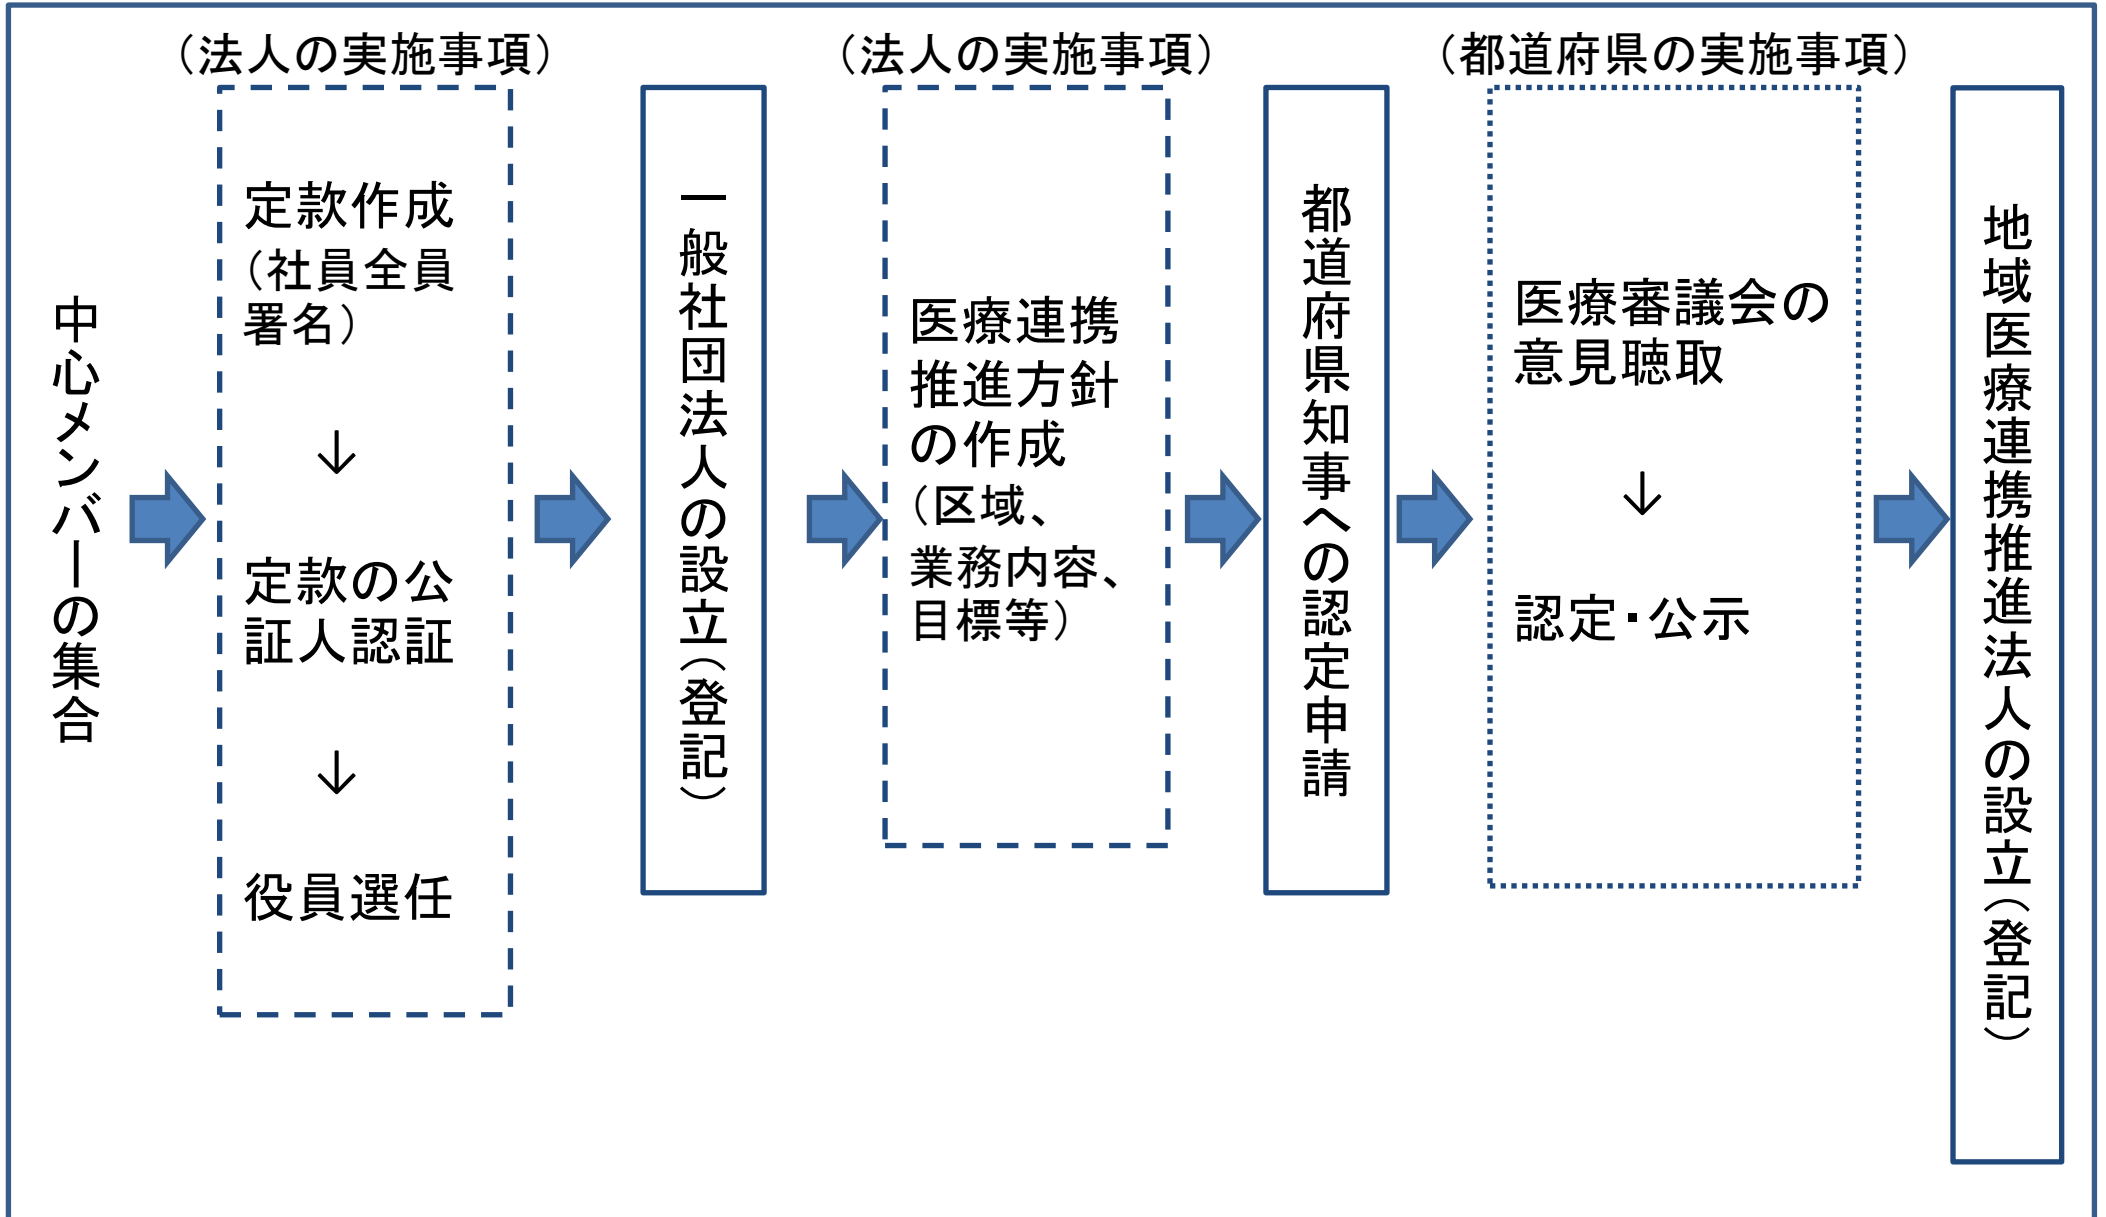 中心メンバーの集合
（法人の実施事項）
定款作成
（社員全員
署名）
↓
定款の公
証人認証
↓
役員選任
一般社団法人の設立（登記）
（法人の実施事項）
医療連携
推進方針
の作成
（区域、
業務内容、
目標等）
都道府県知事への認定申請
（都道府県の実施事項）
医療審議会の
意見聴取
↓
認定・公示
地域医療連携推進法人の設立（登記）